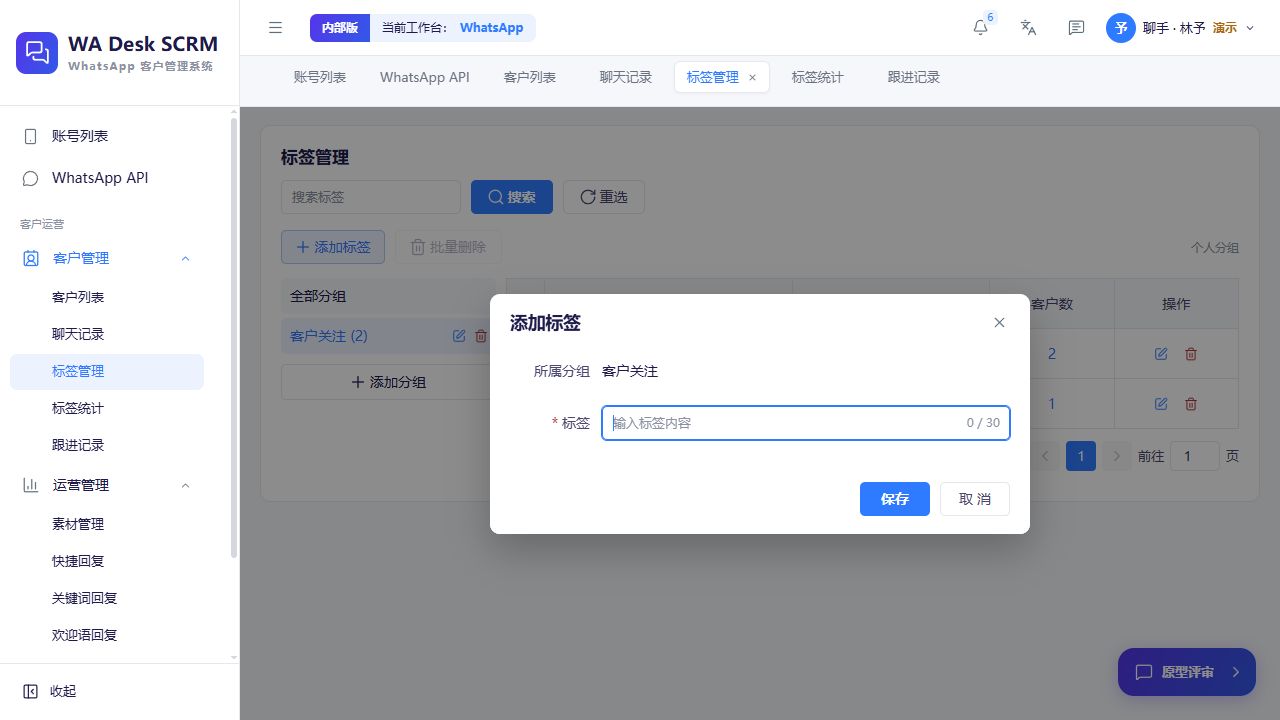 WA Desk SCRM
WhatsApp 客户管理系统
内部版 当前工作台： WhatsApp
6
予 聊手 · 林予 演示
账号列表 WhatsApp API 客户列表 聊天记录 标签管理 × 标签统计 跟进记录
账号列表
WhatsApp API
客户运营
客户管理
客户列表
聊天记录
标签管理
标签统计
跟进记录
运营管理
素材管理
快捷回复
关键词回复
欢迎语回复
收起
标签管理
搜索标签 搜索 重选
添加标签 批量删除 个人分组
全部分组
客户关注 (2)
添加分组
客户数 操作
2
1
1 前往 1 页
添加标签
所属分组 客户关注
* 标签 输入标签内容 0 / 30
保存 取 消
原型评审